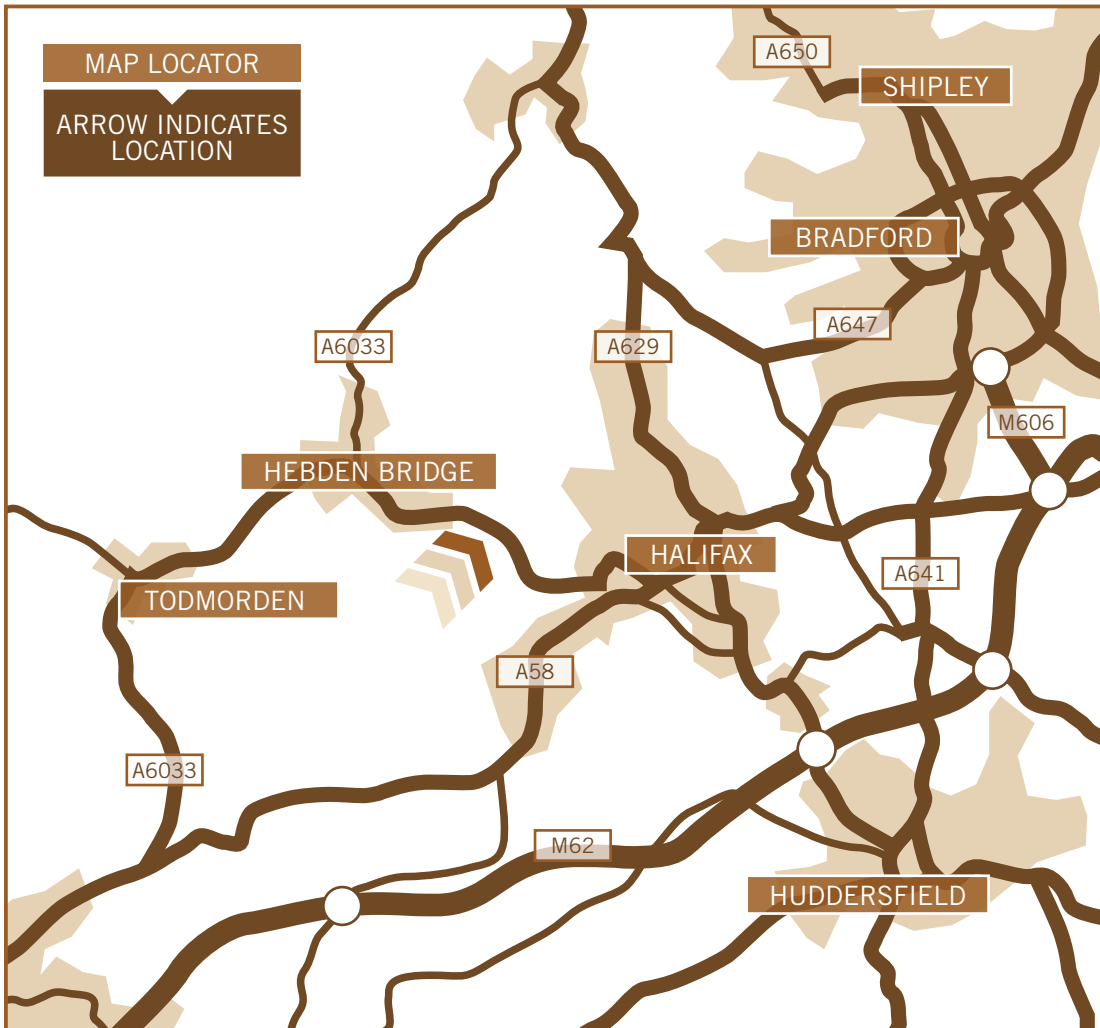 MAP LOCATOR
ARROW INDICATES
LOCATION
A650
SHIPLEY
BRADFORD
A647
A6033
A629
M606
HEBDEN BRIDGE
HALIFAX
A641
TODMORDEN
A58
A6033
M62
HUDDERSFIELD